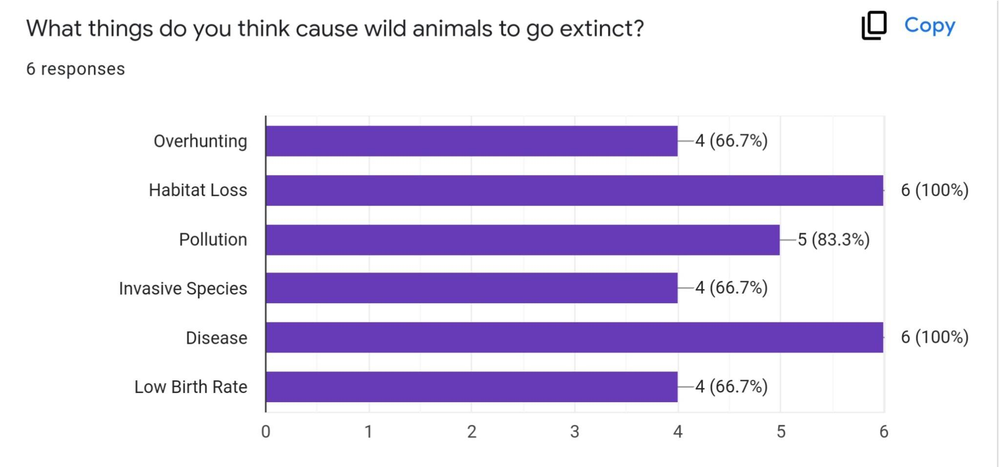 What things do you think cause wild animals to go extinct?
Copy
6 responses
Overhunting 4 (66.7%)
Habitat Loss 6 (100%)
Pollution 5 (83.3%)
Invasive Species 4 (66.7%)
Disease 6 (100%)
Low Birth Rate 4 (66.7%)
0 1 2 3 4 5 6